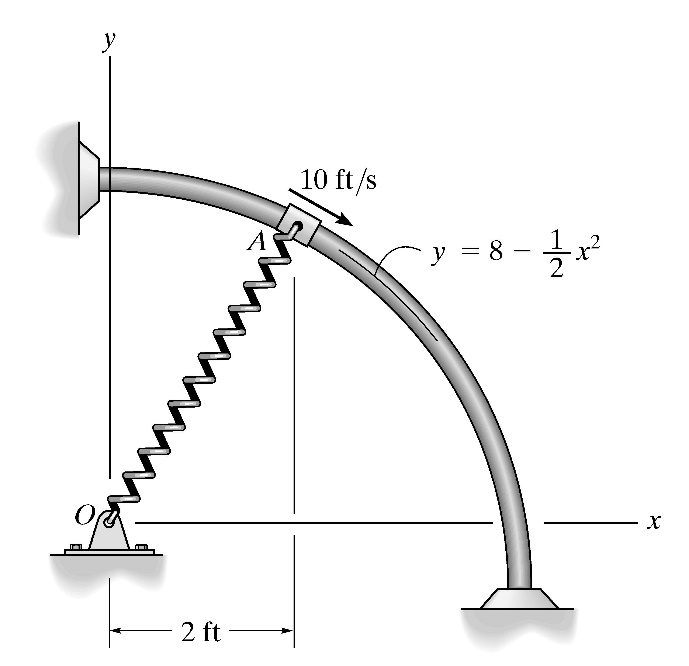 y
10 ft/s
A
y = 8 − 1/2 x²
O
x
2 ft